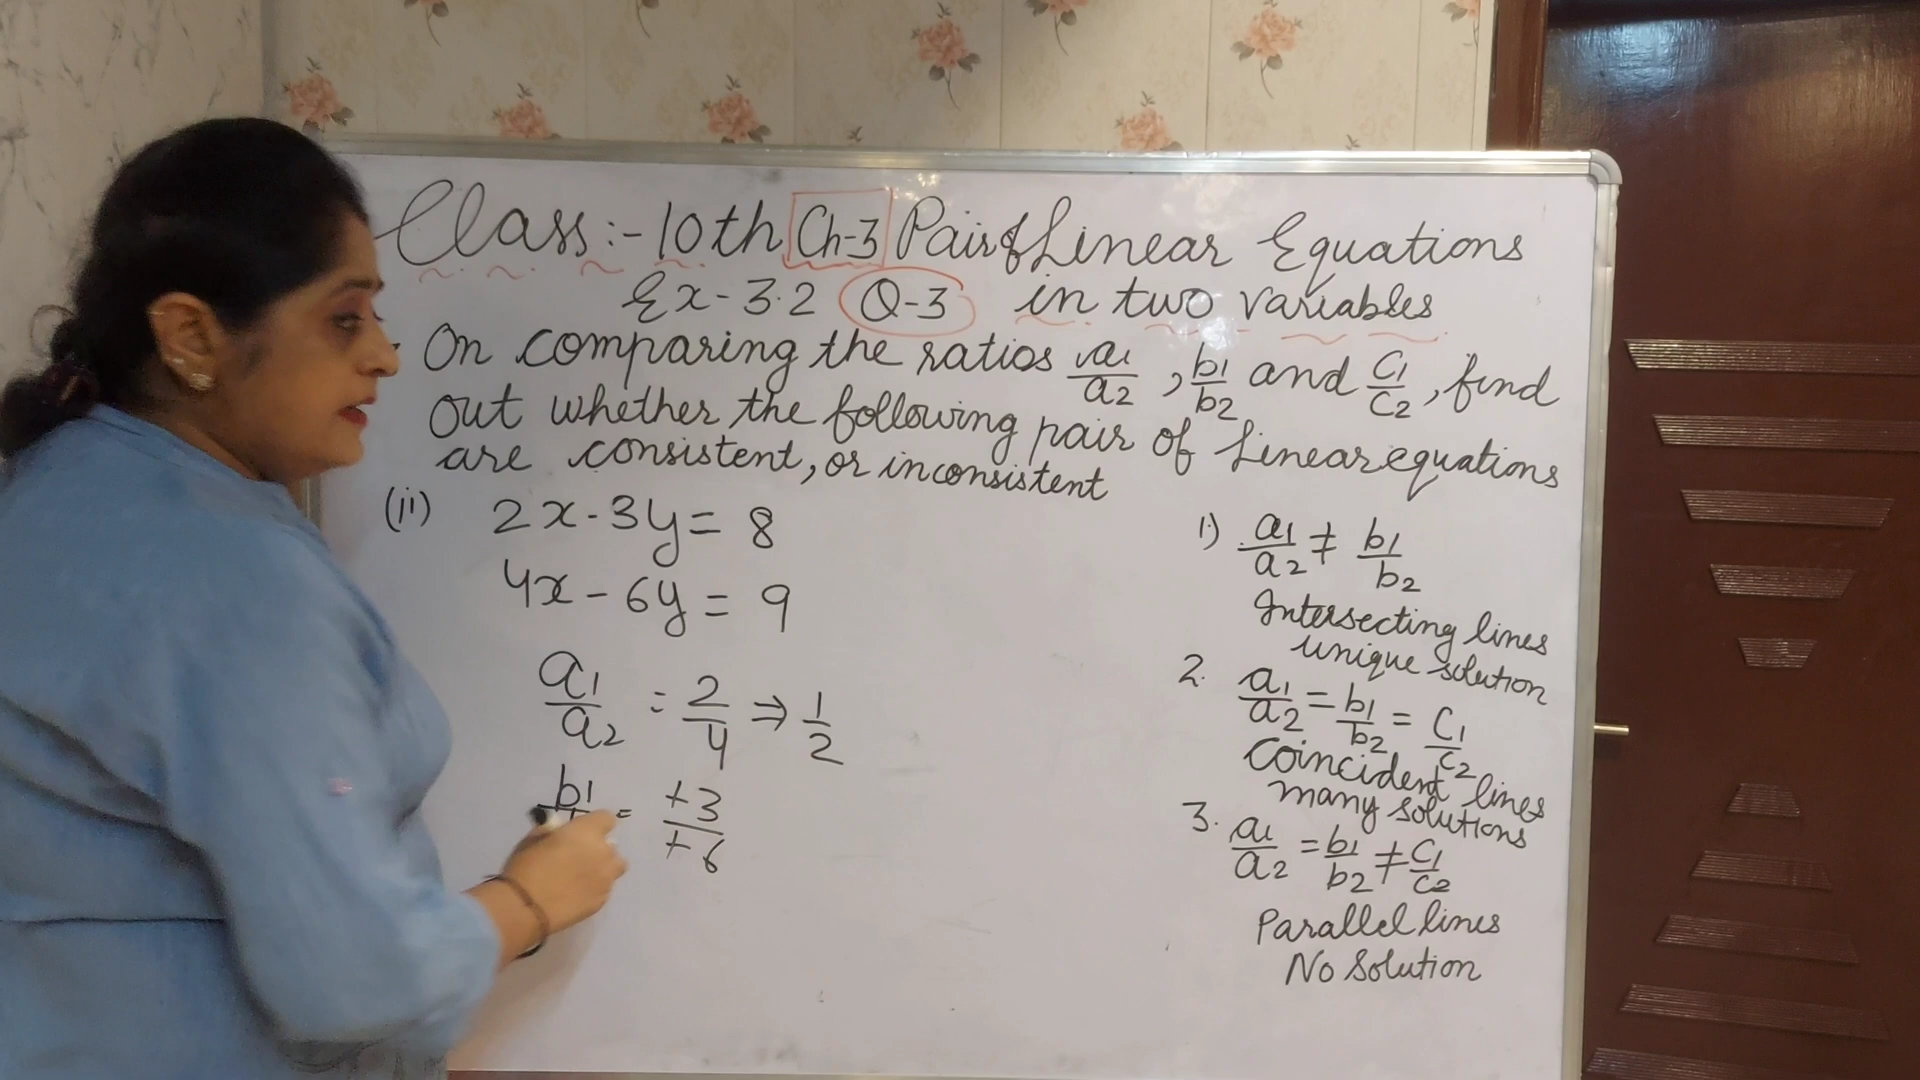 Class:- 10th Ch-3 Pair of Linear Equations
Ex-3.2 Q-3 in two variables
On comparing the ratios a1/a2, b1/b2 and c1/c2, find
out whether the following pair of linear equations
are consistent, or inconsistent
(ii) 2x-3y= 8
4x-6y= 9
a1/a2 = 2/4 ⇒ 1/2
b1 = +3/+6
1) a1/a2 ≠ b1/b2
Intersecting lines
unique solution
2. a1/a2 = b1/b2 = c1/c2
Coincident lines
many solutions
3. a1/a2 = b1/b2 ≠ c1/c2
Parallel lines
No Solution